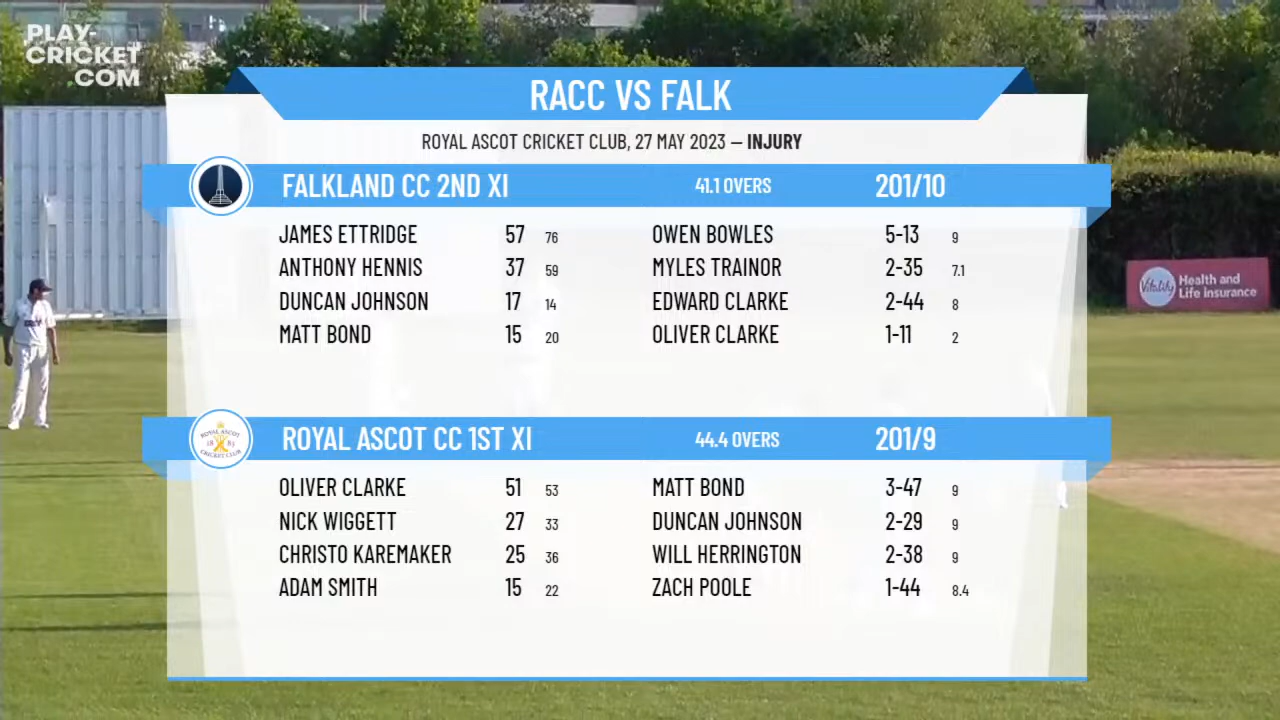 PLAY-
CRICKET
.COM
RACC VS FALK
ROYAL ASCOT CRICKET CLUB, 27 MAY 2023 – INJURY
FALKLAND CC 2ND XI 41.1 OVERS 201/10
JAMES ETTRIDGE 57 76 OWEN BOWLES 5-13 9
ANTHONY HENNIS 37 59 MYLES TRAINOR 2-35 7.1
DUNCAN JOHNSON 17 14 EDWARD CLARKE 2-44 8
MATT BOND 15 20 OLIVER CLARKE 1-11 2
ROYAL ASCOT CC 1ST XI 44.4 OVERS 201/9
OLIVER CLARKE 51 53 MATT BOND 3-47 9
NICK WIGGETT 27 33 DUNCAN JOHNSON 2-29 9
CHRISTO KAREMAKER 25 36 WILL HERRINGTON 2-38 9
ADAM SMITH 15 22 ZACH POOLE 1-44 8.4
ROYAL ASCOT
CRICKET CLUB
Vitality Health and
Life insurance